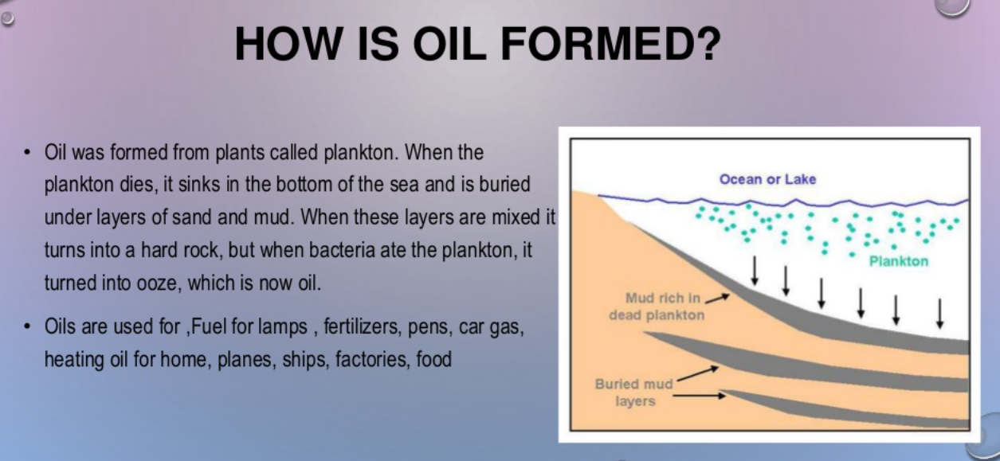 HOW IS OIL FORMED?
• Oil was formed from plants called plankton. When the
plankton dies, it sinks in the bottom of the sea and is buried
under layers of sand and mud. When these layers are mixed it
turns into a hard rock, but when bacteria ate the plankton, it
turned into ooze, which is now oil.
• Oils are used for ,Fuel for lamps , fertilizers, pens, car gas,
heating oil for home, planes, ships, factories, food
Ocean or Lake
Plankton
Mud rich in
dead plankton
Buried mud
layers